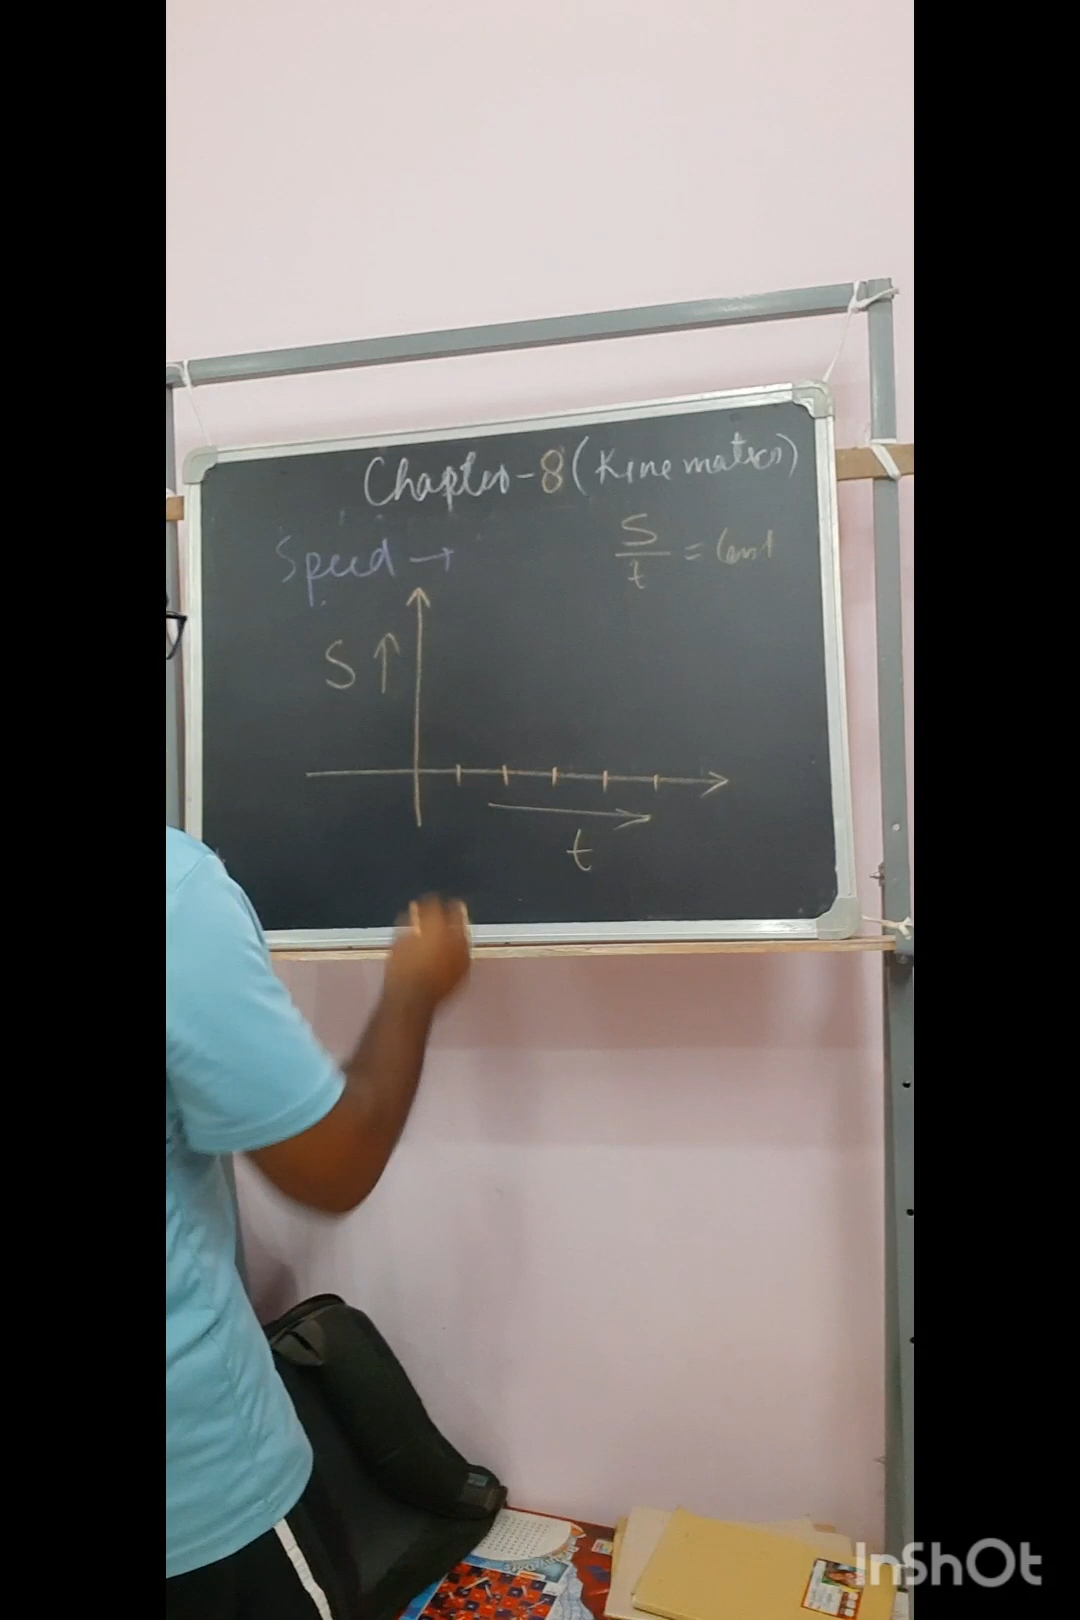 Chapter-8 (Kinematics)
Speed →
S
t
= Const
S ↑
t
InShOt